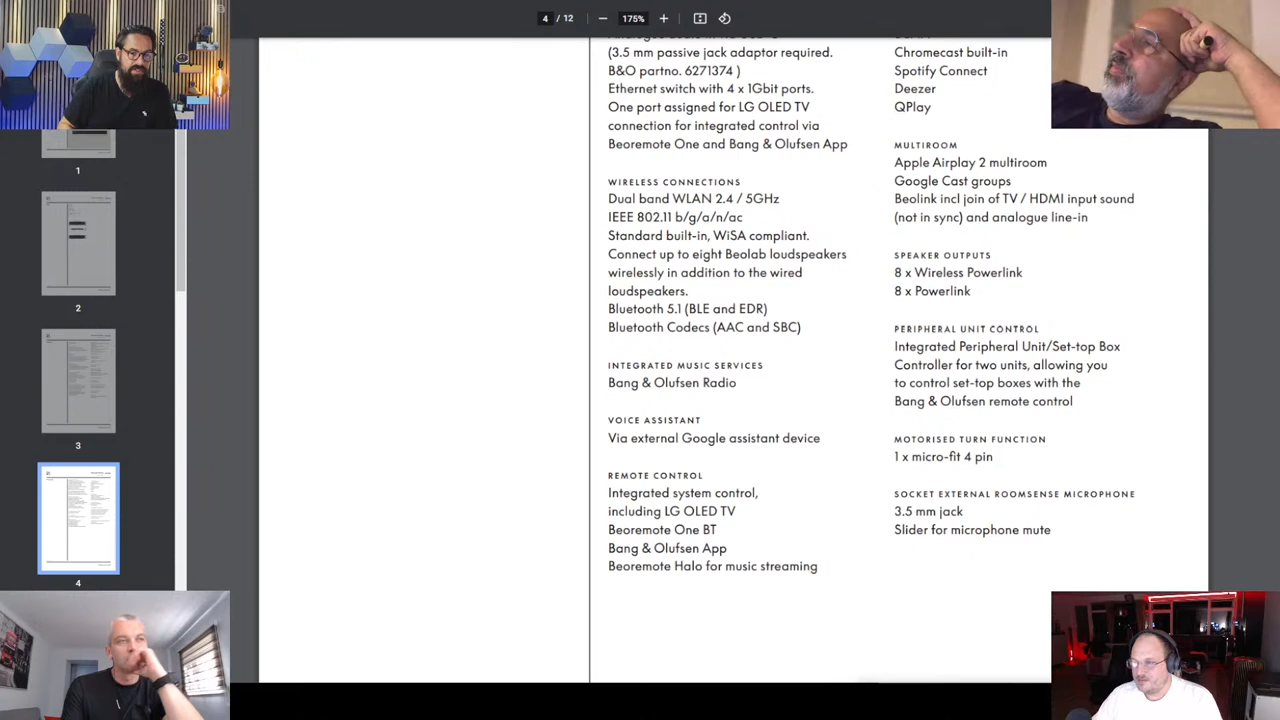 4 / 12
175%
(3.5 mm passive jack adaptor required.
B&O partno. 6271374 )
Ethernet switch with 4 x 1Gbit ports.
One port assigned for LG OLED TV
connection for integrated control via
Beoremote One and Bang & Olufsen App
WIRELESS CONNECTIONS
Dual band WLAN 2.4 / 5GHz
IEEE 802.11 b/g/a/n/ac
Standard built-in, WiSA compliant.
Connect up to eight Beolab loudspeakers
wirelessly in addition to the wired
loudspeakers.
Bluetooth 5.1 (BLE and EDR)
Bluetooth Codecs (AAC and SBC)
INTEGRATED MUSIC SERVICES
Bang & Olufsen Radio
VOICE ASSISTANT
Via external Google assistant device
REMOTE CONTROL
Integrated system control,
including LG OLED TV
Beoremote One BT
Bang & Olufsen App
Beoremote Halo for music streaming
Chromecast built-in
Spotify Connect
Deezer
QPlay
MULTIROOM
Apple Airplay 2 multiroom
Google Cast groups
Beolink incl join of TV / HDMI input sound
(not in sync) and analogue line-in
SPEAKER OUTPUTS
8 x Wireless Powerlink
8 x Powerlink
PERIPHERAL UNIT CONTROL
Integrated Peripheral Unit/Set-top Box
Controller for two units, allowing you
to control set-top boxes with the
Bang & Olufsen remote control
MOTORISED TURN FUNCTION
1 x micro-fit 4 pin
SOCKET EXTERNAL ROOMSENSE MICROPHONE
3.5 mm jack
Slider for microphone mute
1
2
3
4